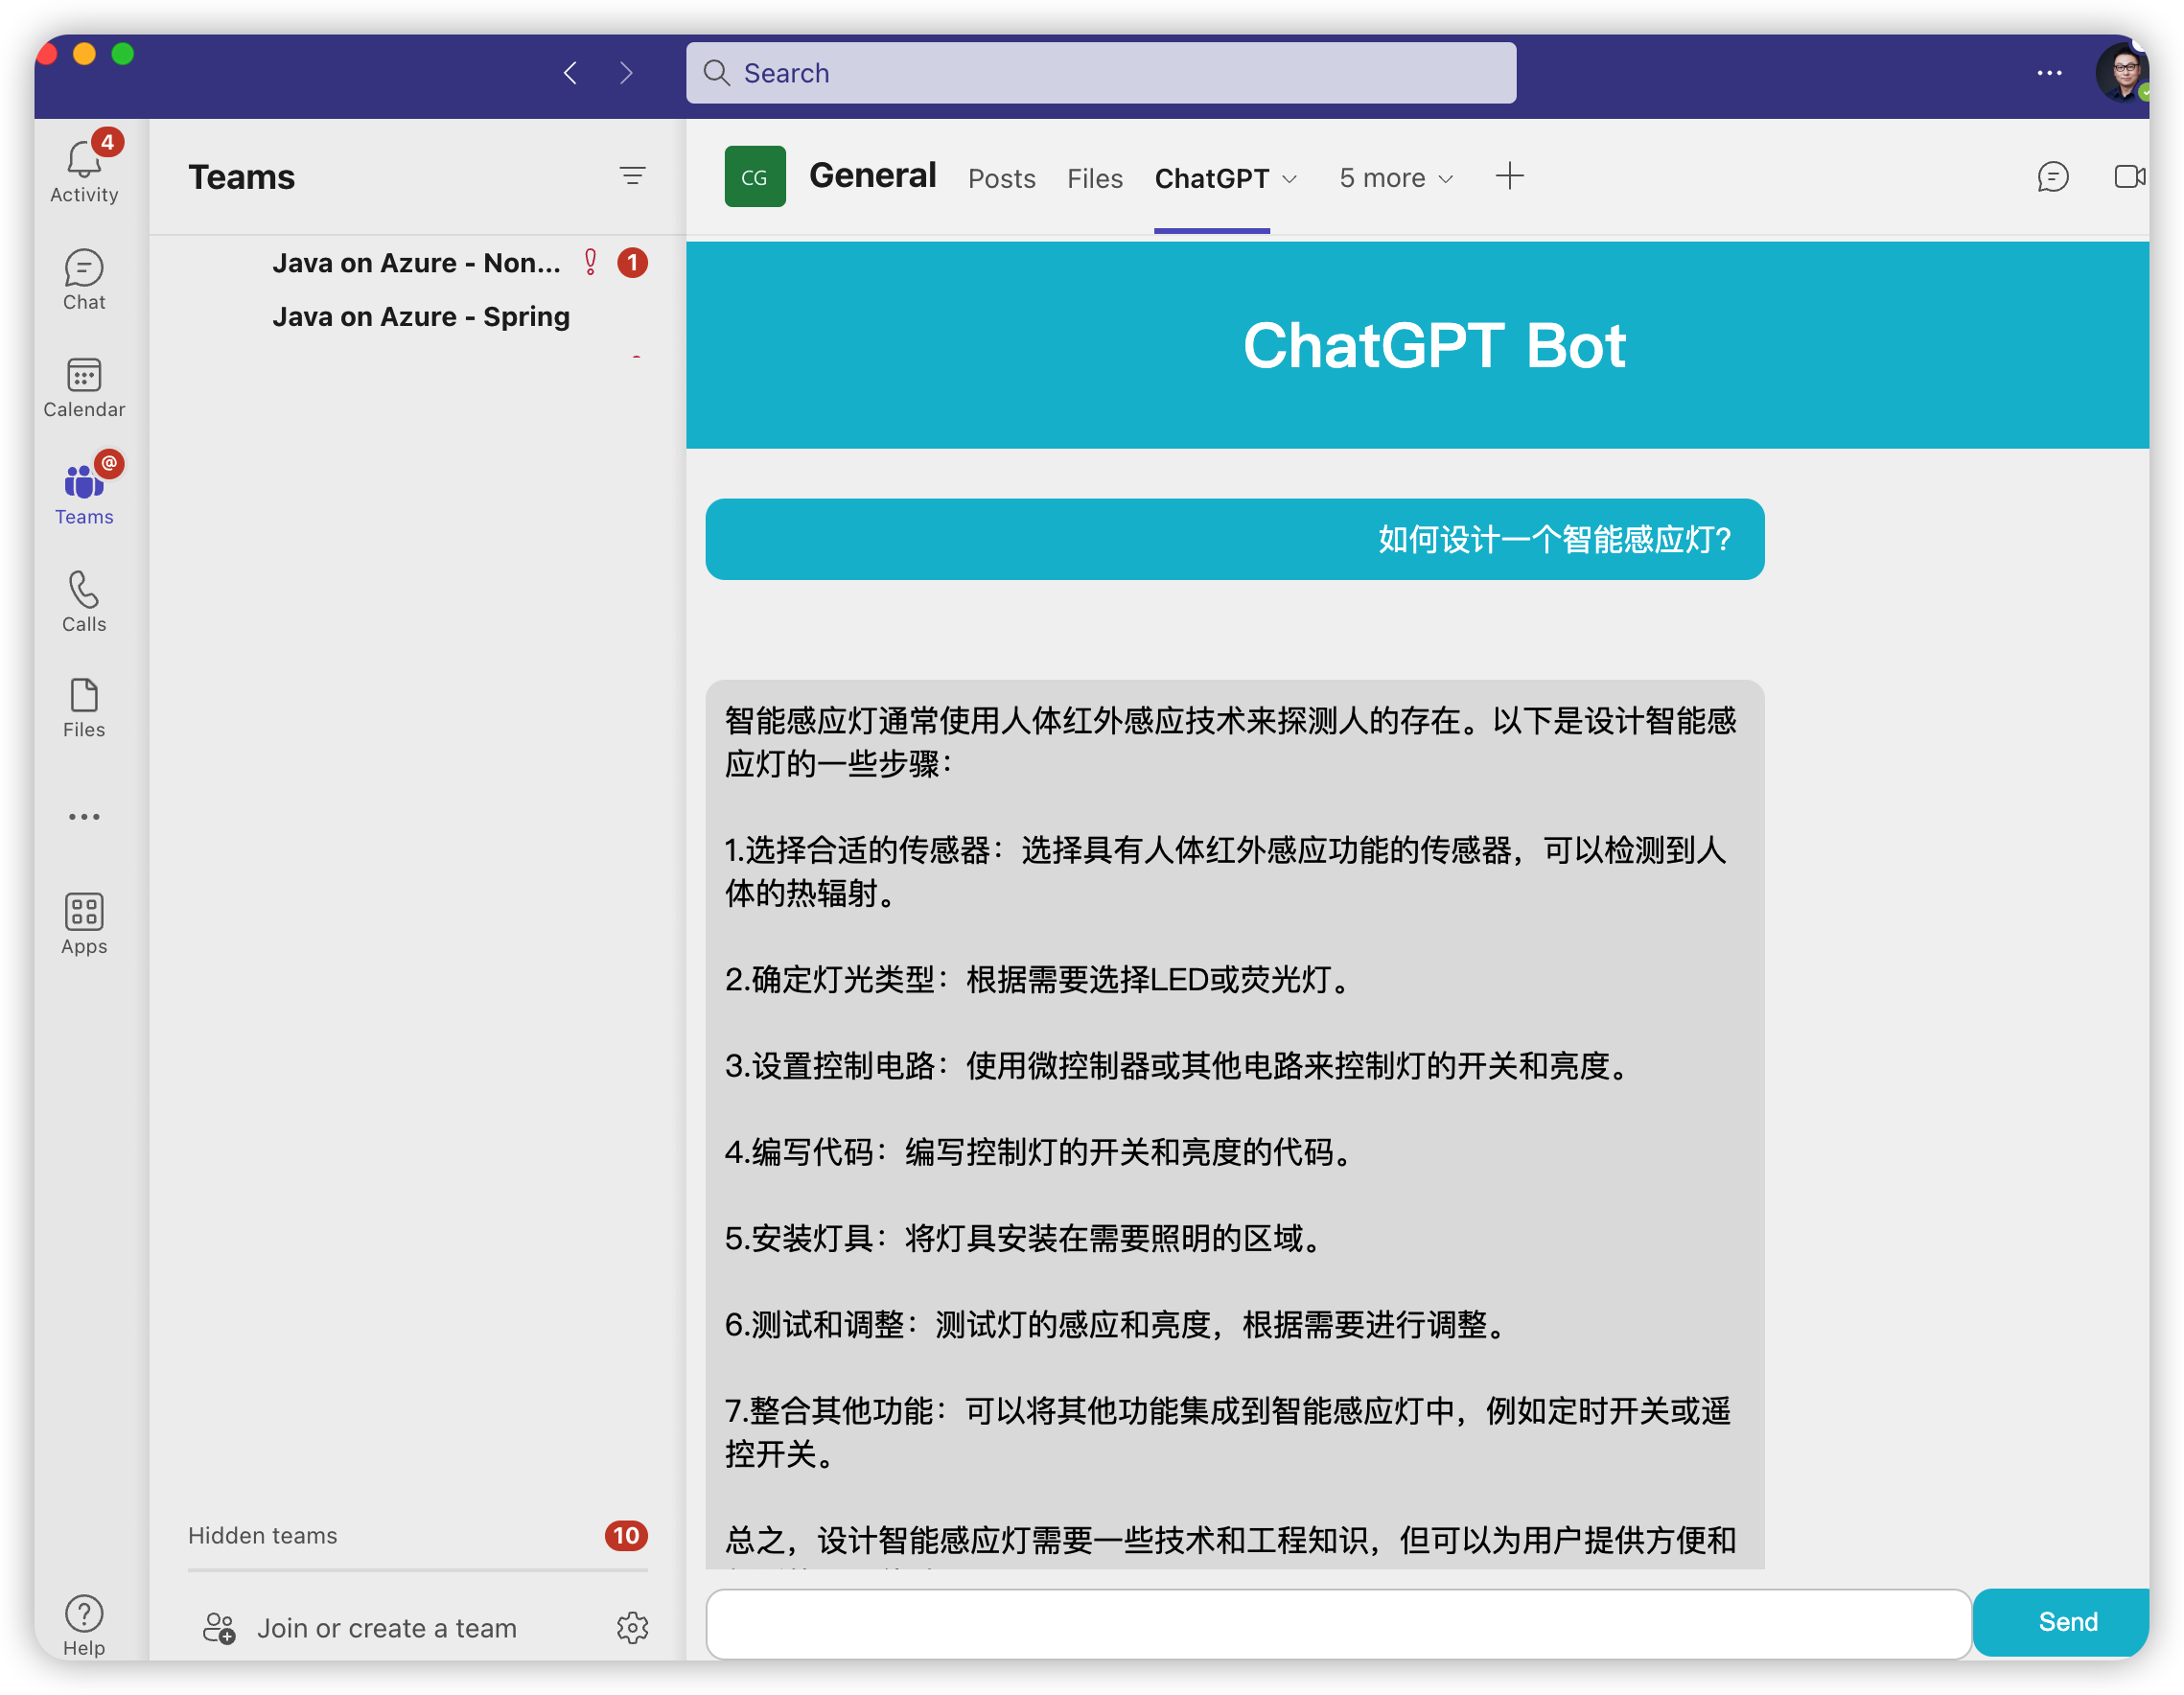 Search
4
Activity
Chat
Calendar
@
Teams
Calls
Files
Apps
Help
Teams
Java on Azure - Non...
1
Java on Azure - Spring
Hidden teams
10
Join or create a team
CG
General
Posts
Files
ChatGPT
5 more
ChatGPT Bot
如何设计一个智能感应灯?
智能感应灯通常使用人体红外感应技术来探测人的存在。以下是设计智能感
应灯的一些步骤：
1.选择合适的传感器：选择具有人体红外感应功能的传感器，可以检测到人
体的热辐射。
2.确定灯光类型：根据需要选择LED或荧光灯。
3.设置控制电路：使用微控制器或其他电路来控制灯的开关和亮度。
4.编写代码：编写控制灯的开关和亮度的代码。
5.安装灯具：将灯具安装在需要照明的区域。
6.测试和调整：测试灯的感应和亮度，根据需要进行调整。
7.整合其他功能：可以将其他功能集成到智能感应灯中，例如定时开关或遥
控开关。
总之，设计智能感应灯需要一些技术和工程知识，但可以为用户提供方便和
Send